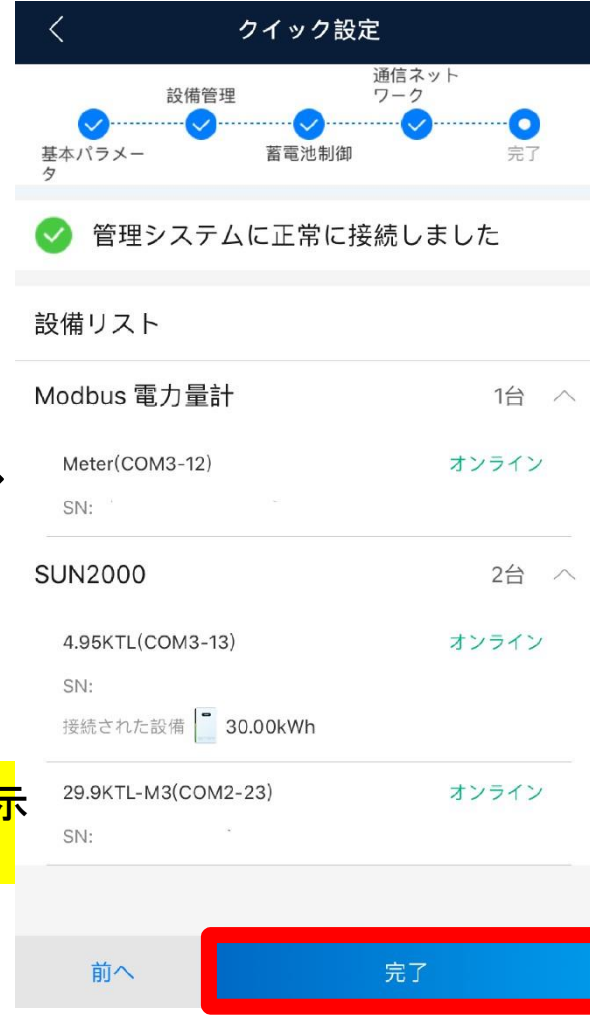 クイック設定
通信ネット
ワーク
設備管理
基本パラメー
タ
蓄電池制御
完了
管理システムに正常に接続しました
設備リスト
Modbus 電力量計
1台
Meter(COM3-12)
オンライン
SN:
SUN2000
2台
4.95KTL(COM3-13)
オンライン
SN:
接続された設備
30.00kWh
示
29.9KTL-M3(COM2-23)
オンライン
SN:
前へ
完了